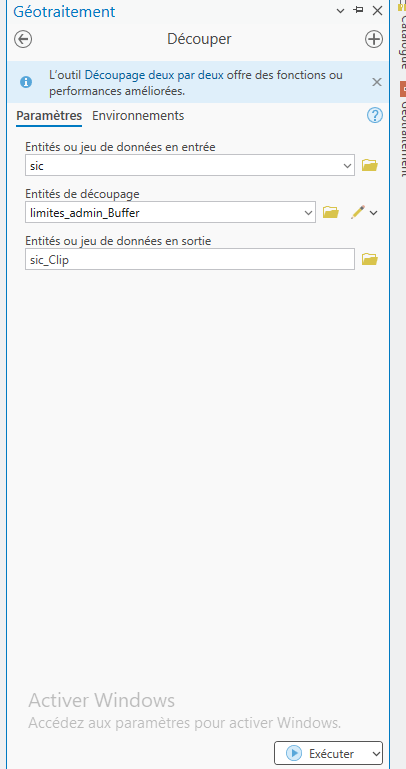 Géotraitement
Découper
L'outil Découpage deux par deux offre des fonctions ou
performances améliorées.
Paramètres Environnements
Entités ou jeu de données en entrée
sic
Entités de découpage
limites_admin_Buffer
Entités ou jeu de données en sortie
sic_Clip
Activer Windows
Accédez aux paramètres pour activer Windows.
Exécuter
Catalogue
Géotraitement